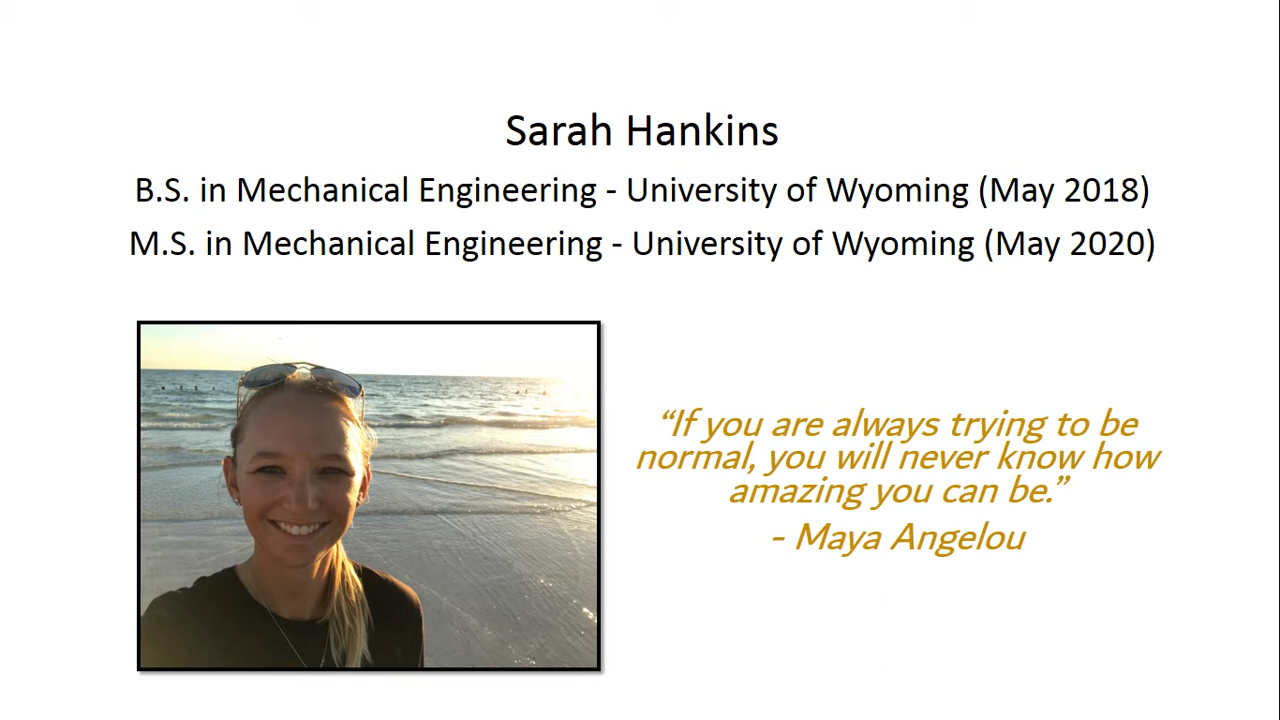 Sarah Hankins
B.S. in Mechanical Engineering - University of Wyoming (May 2018)
M.S. in Mechanical Engineering - University of Wyoming (May 2020)
“If you are always trying to be
normal, you will never know how
amazing you can be.”
- Maya Angelou